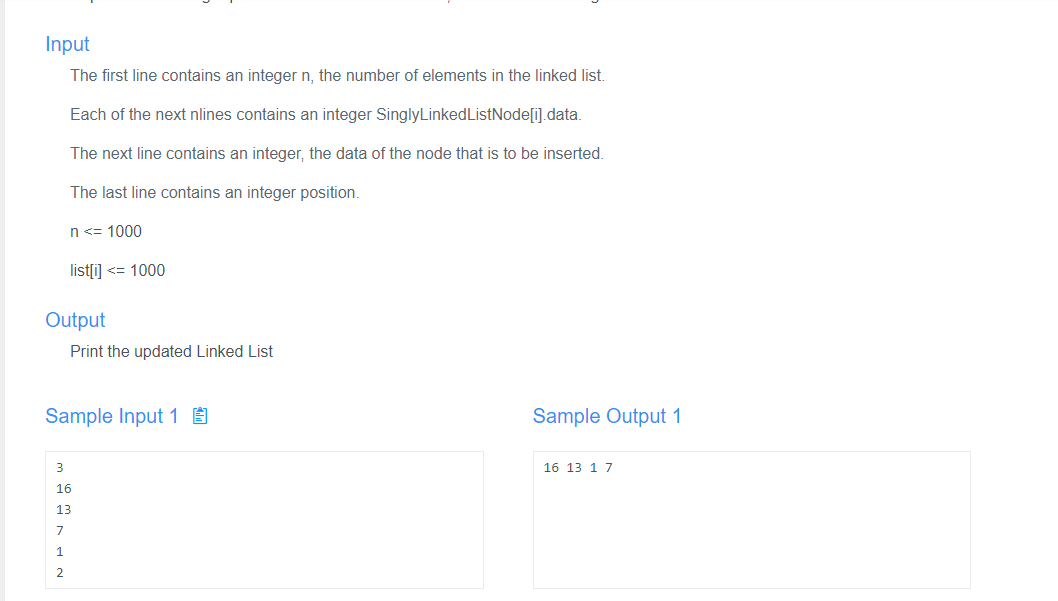 Input
The first line contains an integer n, the number of elements in the linked list.
Each of the next nlines contains an integer SinglyLinkedListNode[i].data.
The next line contains an integer, the data of the node that is to be inserted.
The last line contains an integer position.
n <= 1000
list[i] <= 1000
Output
Print the updated Linked List
Sample Input 1
3
16
13
7
1
2
Sample Output 1
16 13 1 7